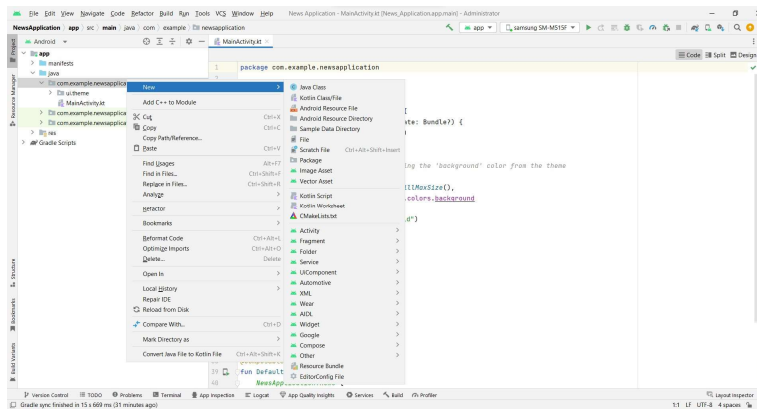 File Edit View Navigate Code Refactor Build Run Tools VCS Window Help News Application - MainActivity.kt [News_Application.app.main] - Administrator
NewsApplication app src main java com example newsapplication
app samsung SM-M515F
Project
Android
MainActivity.kt
Code Split Design
app
manifests
java
com.example.newsapplica
ui.theme
MainActivity.kt
com.example.newsapplica
com.example.newsapplica
res
Gradle Scripts
Resource Manager
Structure
Bookmarks
Build Variants
1 package com.example.newsapplication
2
New
Add C++ to Module
Cut Ctrl+X
Copy Ctrl+C
Copy Path/Reference...
Paste Ctrl+V
Find Usages Alt+F7
Find in Files... Ctrl+Shift+F
Replace in Files... Ctrl+Shift+R
Analyze
Refactor
Bookmarks
Reformat Code Ctrl+Alt+L
Optimize Imports Ctrl+Alt+O
Delete... Delete
Open In
Local History
Repair IDE
Reload from Disk
Compare With... Ctrl+D
Mark Directory as
Convert Java File to Kotlin File Ctrl+Alt+Shift+K
Java Class
Kotlin Class/File
Android Resource File
Android Resource Directory
Sample Data Directory
File
Scratch File Ctrl+Alt+Shift+Insert
Package
Image Asset
Vector Asset
Kotlin Script
Kotlin Worksheet
CMakeLists.txt
Activity
Fragment
Folder
Service
UiComponent
Automotive
XML
Wear
AIDL
Widget
Google
Compose
Other
Resource Bundle
EditorConfig File
{
ate: Bundle?) {
)
ing the 'background' color from the theme
illMaxSize(),
.colors.background
d")
39 fun Default
40 NewsApp
Version Control TODO Problems Terminal App Inspection Logcat App Quality Insights Services Build Profiler Layout Inspector
Gradle sync finished in 15 s 669 ms (31 minutes ago) 1:1 LF UTF-8 4 spaces